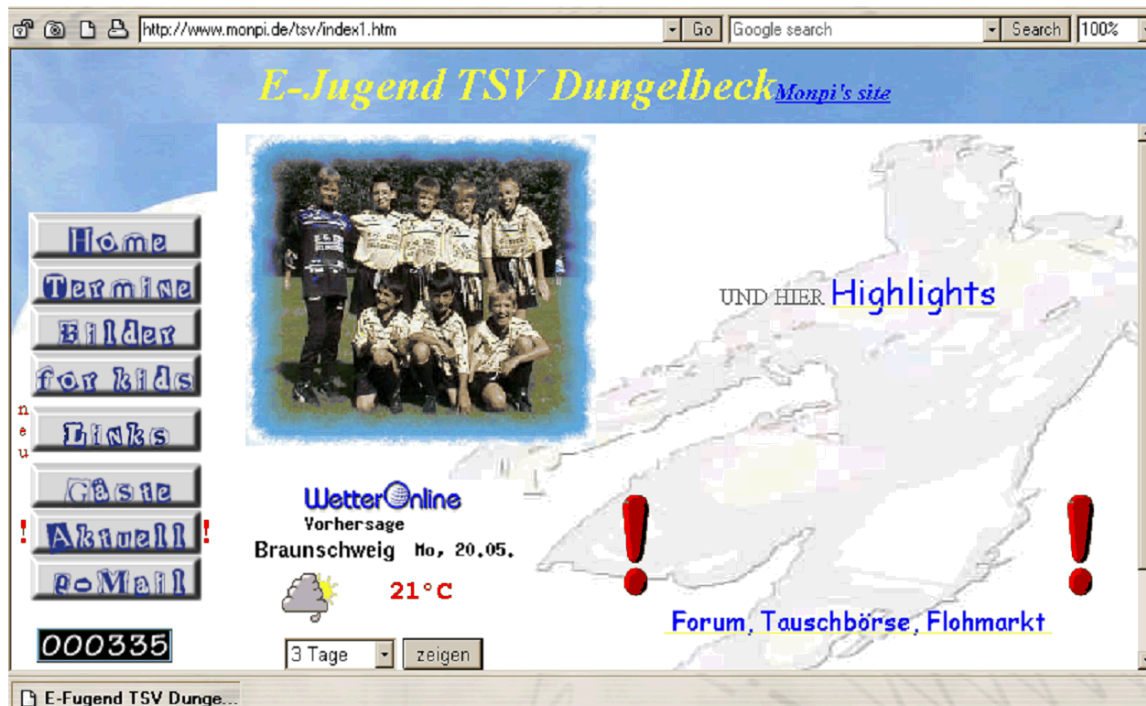 http://www.monpi.de/tsv/index1.htm Go Google search Search 100%
E-Jugend TSV Dungelbeck Monpi's site
Home
Termine
Bilder
for kids
neu
Links
Gäste
! Aktuell !
e-Mail
000335
UND HIER Highlights
WetterOnline
Vorhersage
Braunschweig Mo, 20.05.
21°C
3 Tage zeigen
! !
Forum, Tauschbörse, Flohmarkt
E-Fugend TSV Dunge...